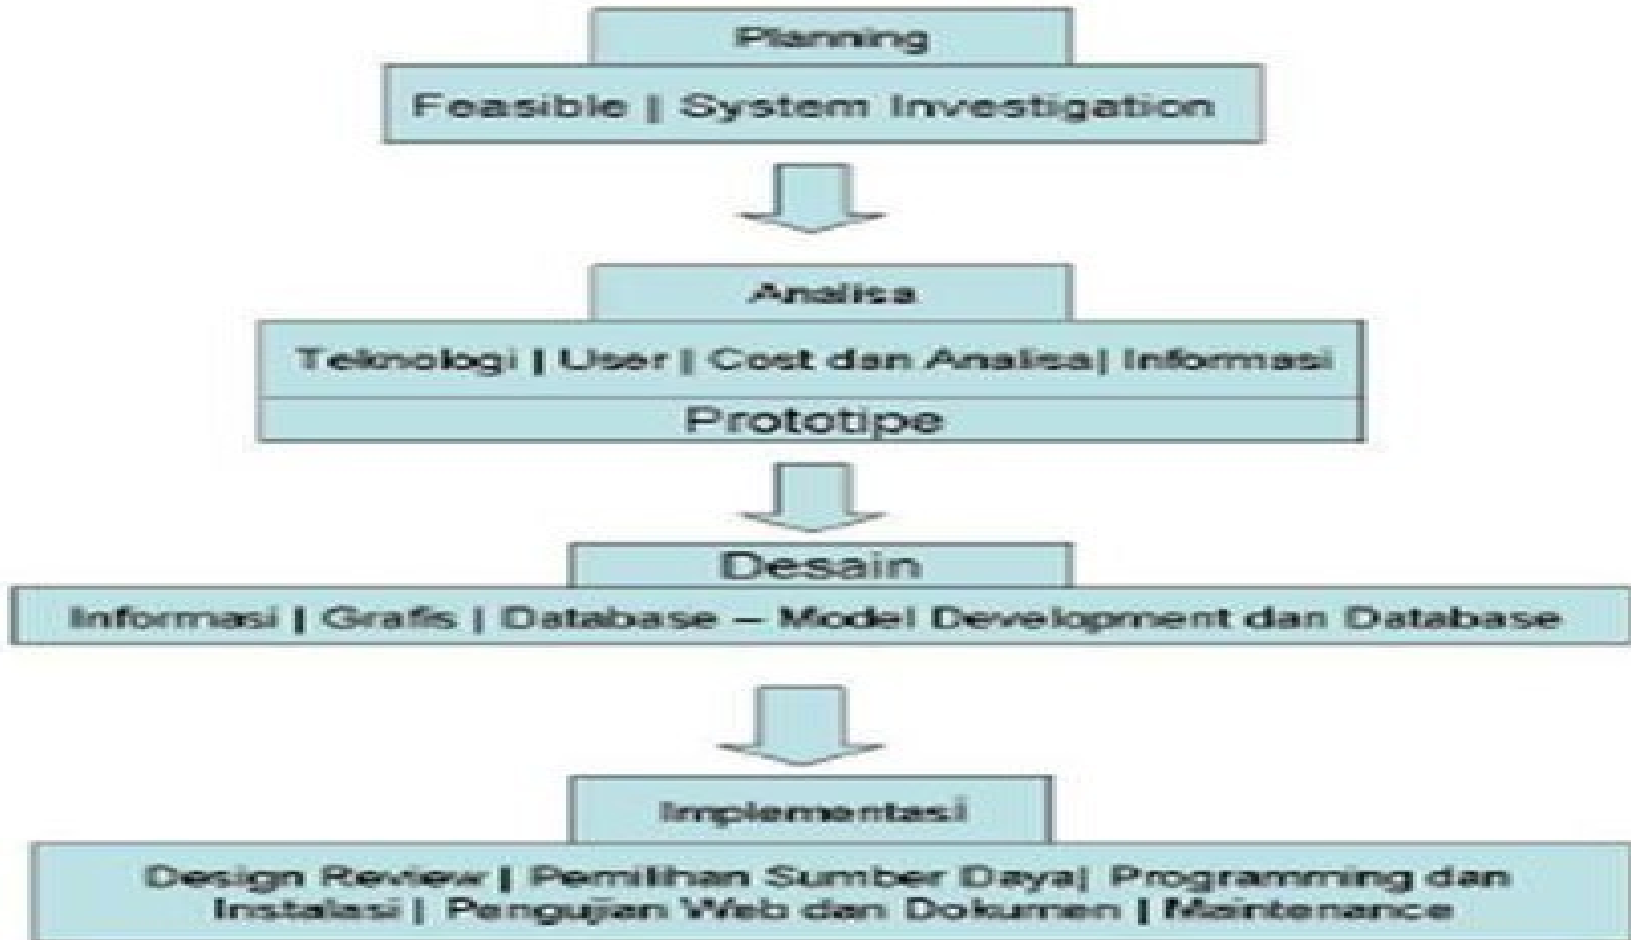 Planning
Feasible | System Investigation
Analisa
Teknologi | User | Cost dan Analisa| Informasi
Prototipe
Desain
Informasi | Grafis | Database – Model Development dan Database
Implementasi
Design Review | Pemilihan Sumber Daya| Programming dan
Instalasi | Pengujian Web dan Dokumen | Maintenance